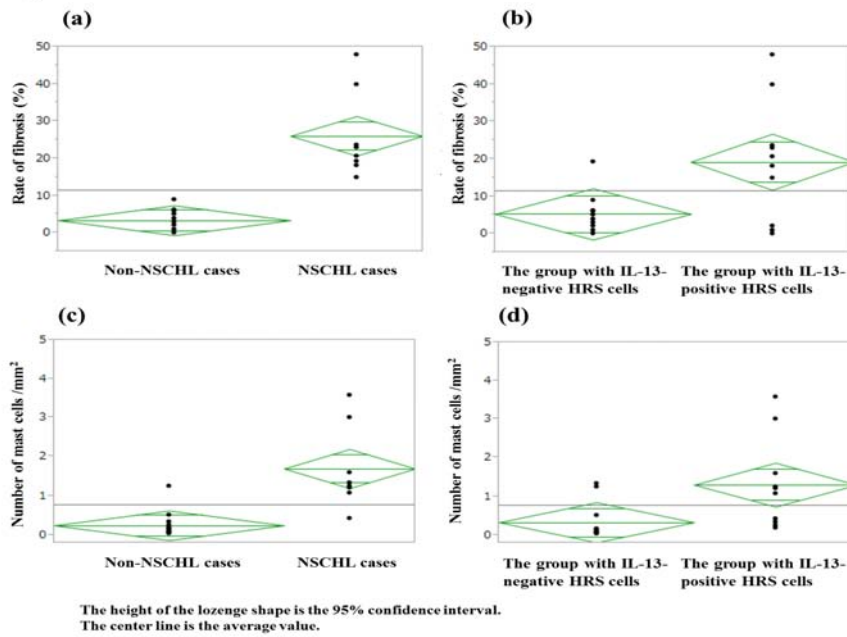 (a)
(b)
Rate of fibrosis (%)
50
40
30
20
10
0
Non-NSCHL cases
NSCHL cases
Rate of fibrosis (%)
50
40
30
20
10
0
The group with IL-13-
negative HRS cells
The group with IL-13-
positive HRS cells
(c)
(d)
Number of mast cells /mm²
5
4
3
2
1
0
Non-NSCHL cases
NSCHL cases
Number of mast cells /mm²
5
4
3
2
1
0
The group with IL-13-
negative HRS cells
The group with IL-13-
positive HRS cells
The height of the lozenge shape is the 95% confidence interval.
The center line is the average value.